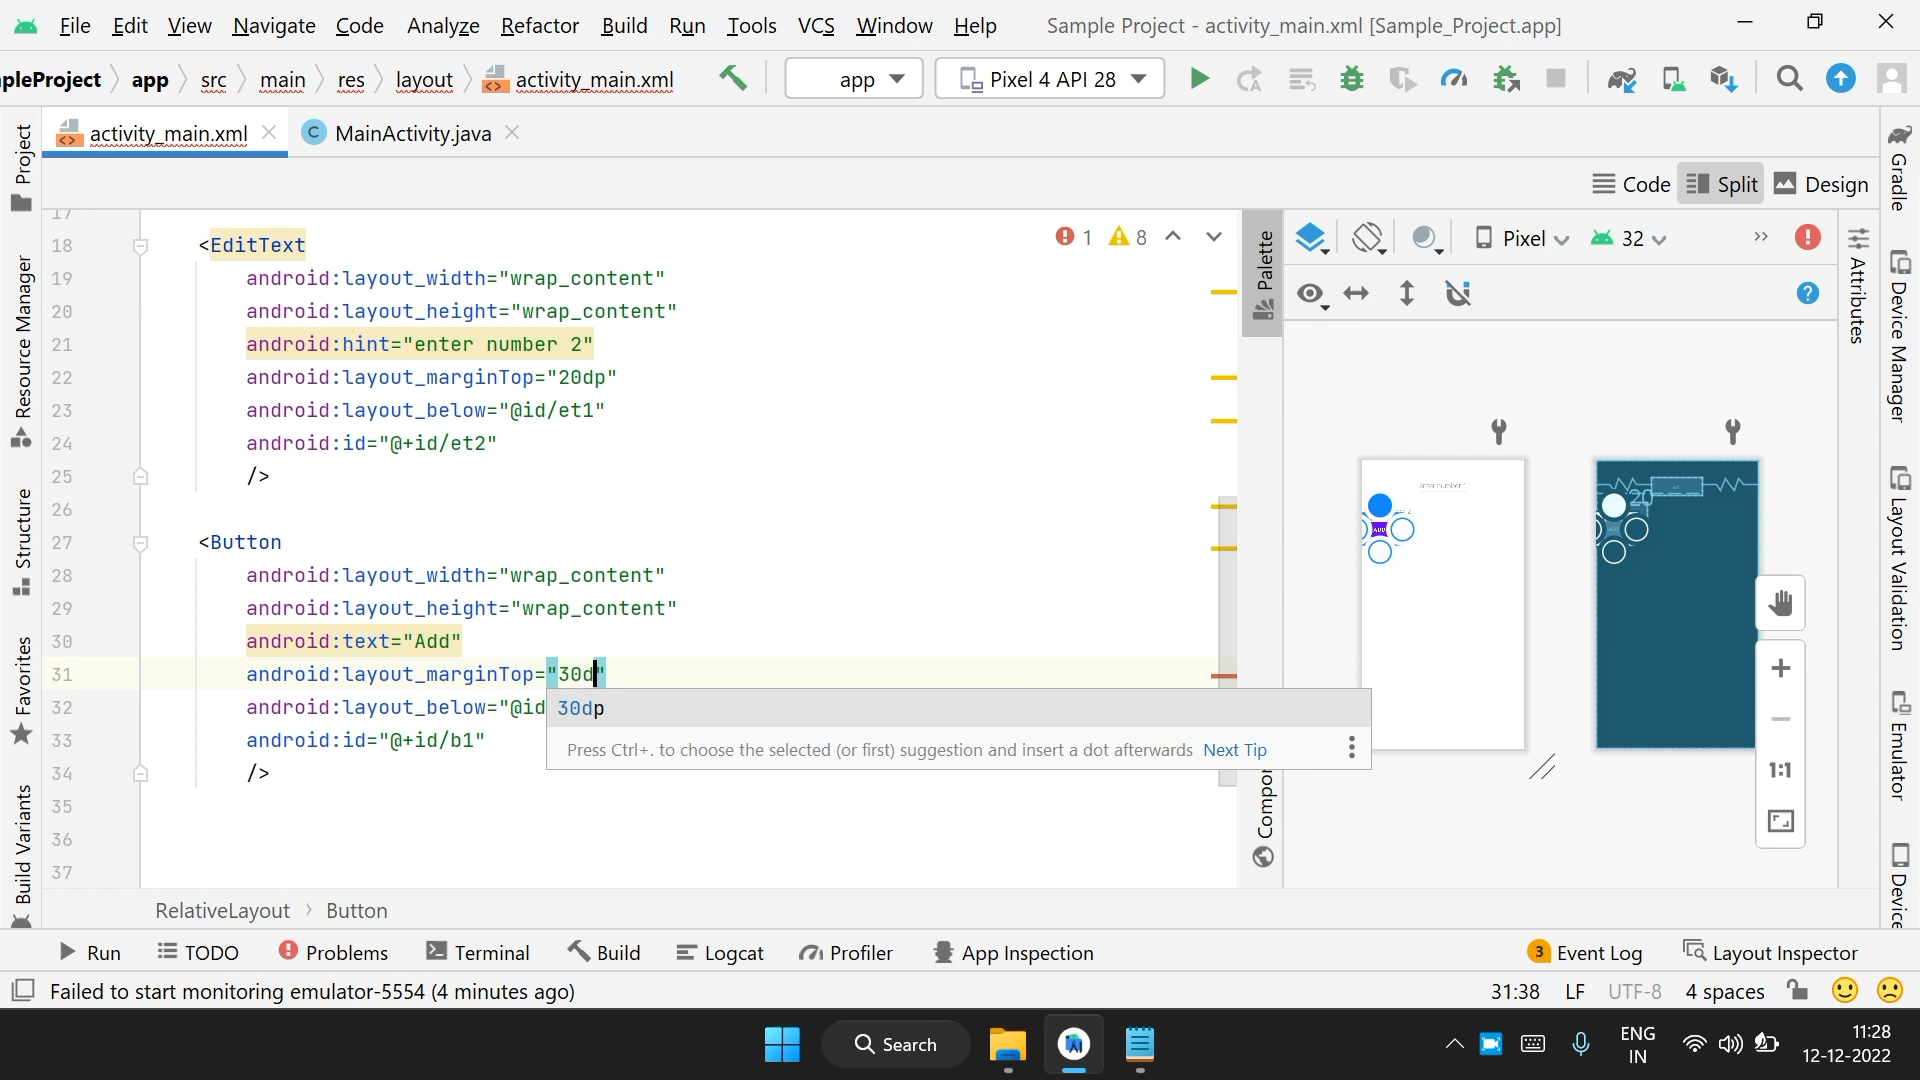 File Edit View Navigate Code Analyze Refactor Build Run Tools VCS Window Help Sample Project - activity_main.xml [Sample_Project.app]
pleProject app src main res layout activity_main.xml app Pixel 4 API 28
activity_main.xml MainActivity.java
Code Split Design
Project
Resource Manager
Structure
Favorites
Build Variants
17
18 <EditText
19 android:layout_width="wrap_content"
20 android:layout_height="wrap_content"
21 android:hint="enter number 2"
22 android:layout_marginTop="20dp"
23 android:layout_below="@id/et1"
24 android:id="@+id/et2"
25 />
26
27 <Button
28 android:layout_width="wrap_content"
29 android:layout_height="wrap_content"
30 android:text="Add"
31 android:layout_marginTop="30d"
32 android:layout_below="@id
33 android:id="@+id/b1"
34 />
35
36
37
1 8
30dp
Press Ctrl+. to choose the selected (or first) suggestion and insert a dot afterwards Next Tip
Palette
Compor
Pixel 32
enter number 1
ADD
1:1
Attributes
Gradle
Device Manager
Layout Validation
Emulator
Device
RelativeLayout Button
Run TODO Problems Terminal Build Logcat Profiler App Inspection 3 Event Log Layout Inspector
Failed to start monitoring emulator-5554 (4 minutes ago) 31:38 LF UTF-8 4 spaces
Search
ENG
IN
11:28
12-12-2022